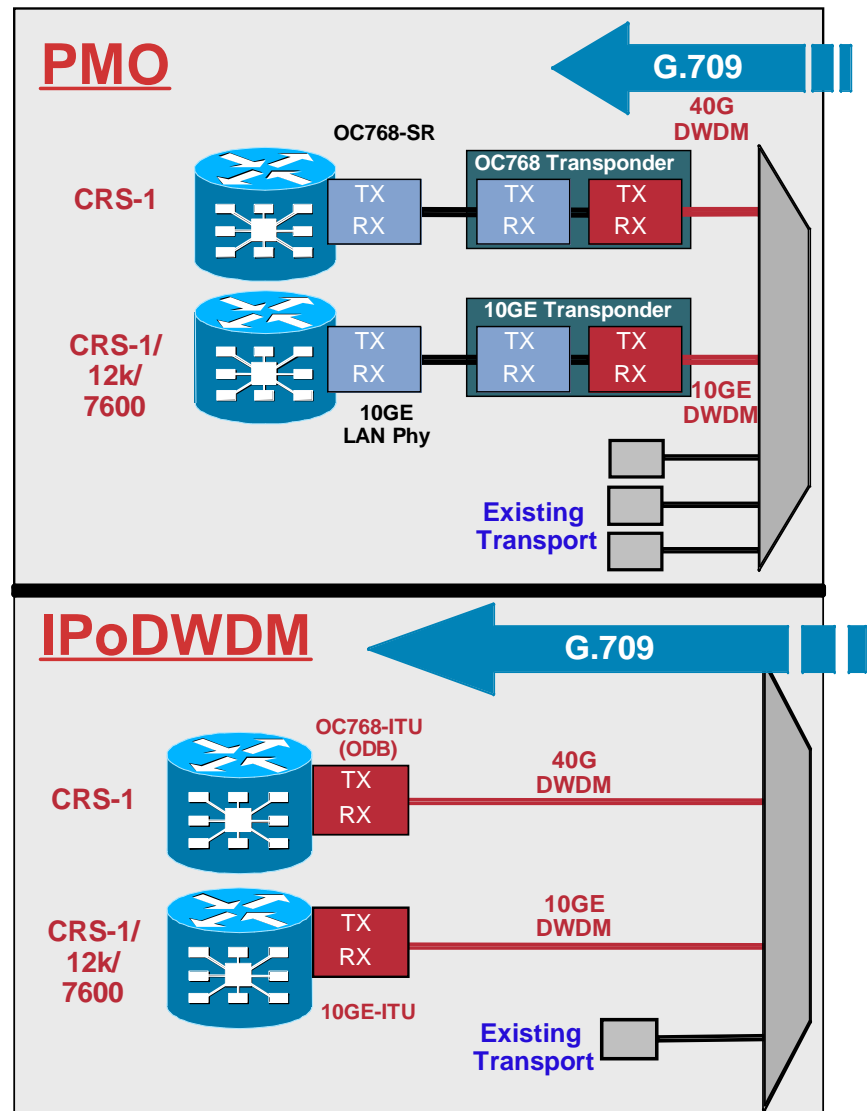 PMO
G.709
40G
DWDM
OC768-SR
OC768 Transponder
CRS-1
TX
RX
TX
RX
TX
RX
10GE Transponder
CRS-1/
12k/
7600
TX
RX
TX
RX
TX
RX
10GE
LAN Phy
10GE
DWDM
Existing
Transport
IPoDWDM
G.709
OC768-ITU
(ODB)
CRS-1
TX
RX
40G
DWDM
CRS-1/
12k/
7600
TX
RX
10GE
DWDM
10GE-ITU
Existing
Transport